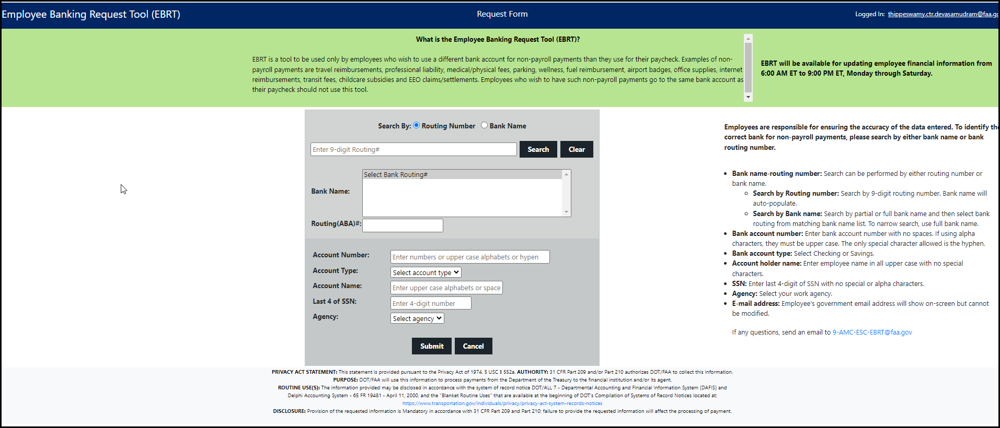 Employee Banking Request Tool (EBRT)
Request Form
Logged In: thippeswamy.ctr.devasamudram@faa.go
What is the Employee Banking Request Tool (EBRT)?
EBRT is a tool to be used only by employees who wish to use a different bank account for non-payroll payments than they use for their paycheck. Examples of non-
payroll payments are travel reimbursements, professional liability, medical/physical fees, parking, wellness, fuel reimbursement, airport badges, office supplies, internet
reimbursements, transit fees, childcare subsidies and EEO claims/settlements. Employees who wish to have such non-payroll payments go to the same bank account as
their paycheck should not use this tool.
EBRT will be available for updating employee financial information from
6:00 AM ET to 9:00 PM ET, Monday through Saturday.
Search By: Routing Number Bank Name
Enter 9-digit Routing#
Search
Clear
Bank Name:
Select Bank Routing#
Routing(ABA)#:
Account Number:
Enter numbers or upper case alphabets or hypen
Account Type:
Select account type
Account Name:
Enter upper case alphabets or space
Last 4 of SSN:
Enter 4-digit number
Agency:
Select agency
Submit
Cancel
Employees are responsible for ensuring the accuracy of the data entered. To identify the
correct bank for non-payroll payments, please search by either bank name or bank
routing number.
Bank name-routing number: Search can be performed by either routing number or
bank name.
Search by Routing number: Search by 9-digit routing number. Bank name will
auto-populate.
Search by Bank name: Search by partial or full bank name and then select bank
routing from matching bank name list. To narrow search, use full bank name.
Bank account number: Enter bank account number with no spaces. If using alpha
characters, they must be upper case. The only special character allowed is the hyphen.
Bank account type: Select Checking or Savings.
Account holder name: Enter employee name in all upper case with no special
characters.
SSN: Enter last 4-digit of SSN with no special or alpha characters.
Agency: Select your work agency.
E-mail address: Employee's government email address will show on-screen but cannot
be modified.
If any questions, send an email to 9-AMC-ESC-EBRT@faa.gov
PRIVACY ACT STATEMENT: This statement is provided pursuant to the Privacy Act of 1974, 5 USC § 552a. AUTHORITY: 31 CFR Part 209 and/or Part 210 authorizes DOT/FAA to collect this information.
PURPOSE: DOT/FAA will use this information to process payments from the Department of the Treasury to the financial institution and/or its agent.
ROUTINE USE(S): The information provided may be disclosed in accordance with the system of record notice DOT/ALL 7 - Departmental Accounting and Financial Information System (DAFIS) and
Delphi Accounting System - 65 FR 19481 - April 11, 2000, and the "Blanket Routine Uses" that are available at the beginning of DOT's Compilation of Systems of Record Notices located at:
https://www.transportation.gov/individuals/privacy/privacy-act-system-records-notices
DISCLOSURE: Provision of the requested information is Mandatory in accordance with 31 CFR Part 209 and Part 210; failure to provide the requested information will affect the processing of payment.